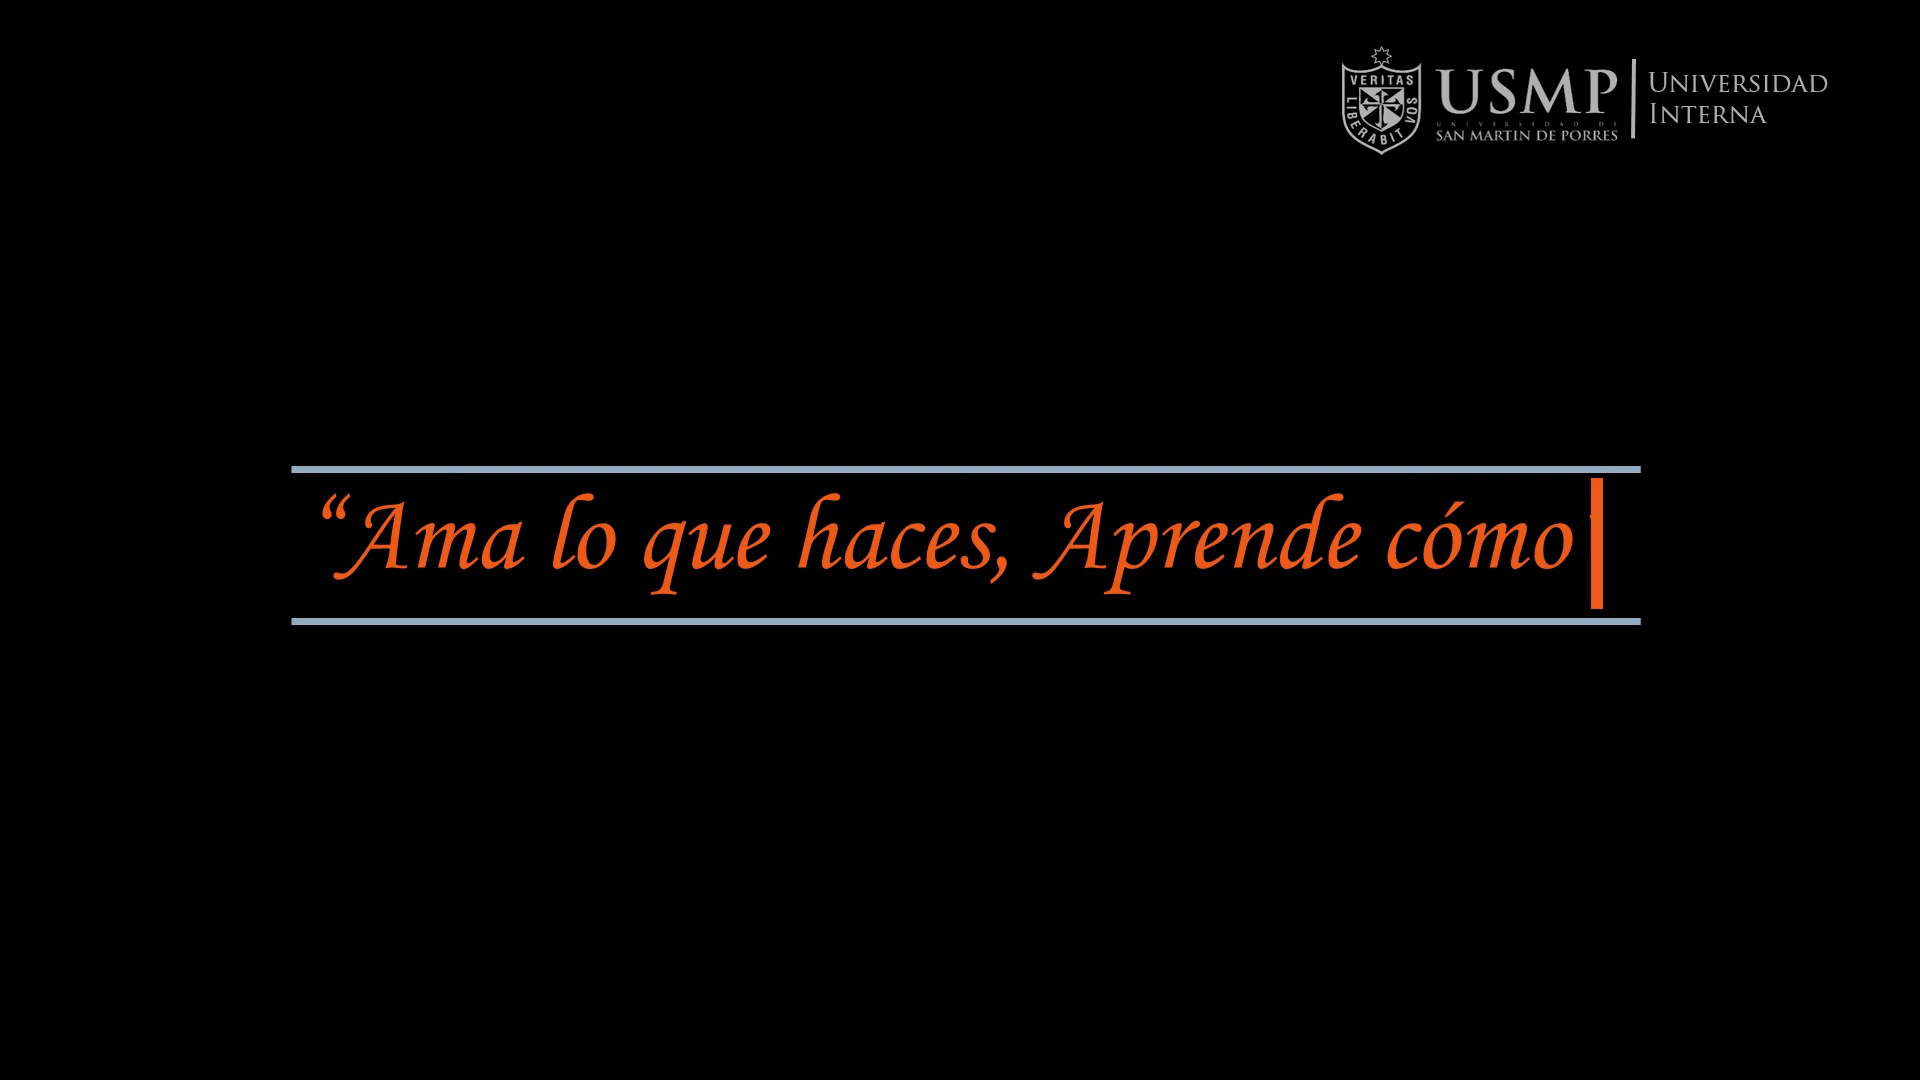 VERITAS
LIBERABIT VOS
USMP
UNIVERSIDAD DE
SAN MARTIN DE PORRES
UNIVERSIDAD
INTERNA
“Ama lo que haces, Aprende cómo